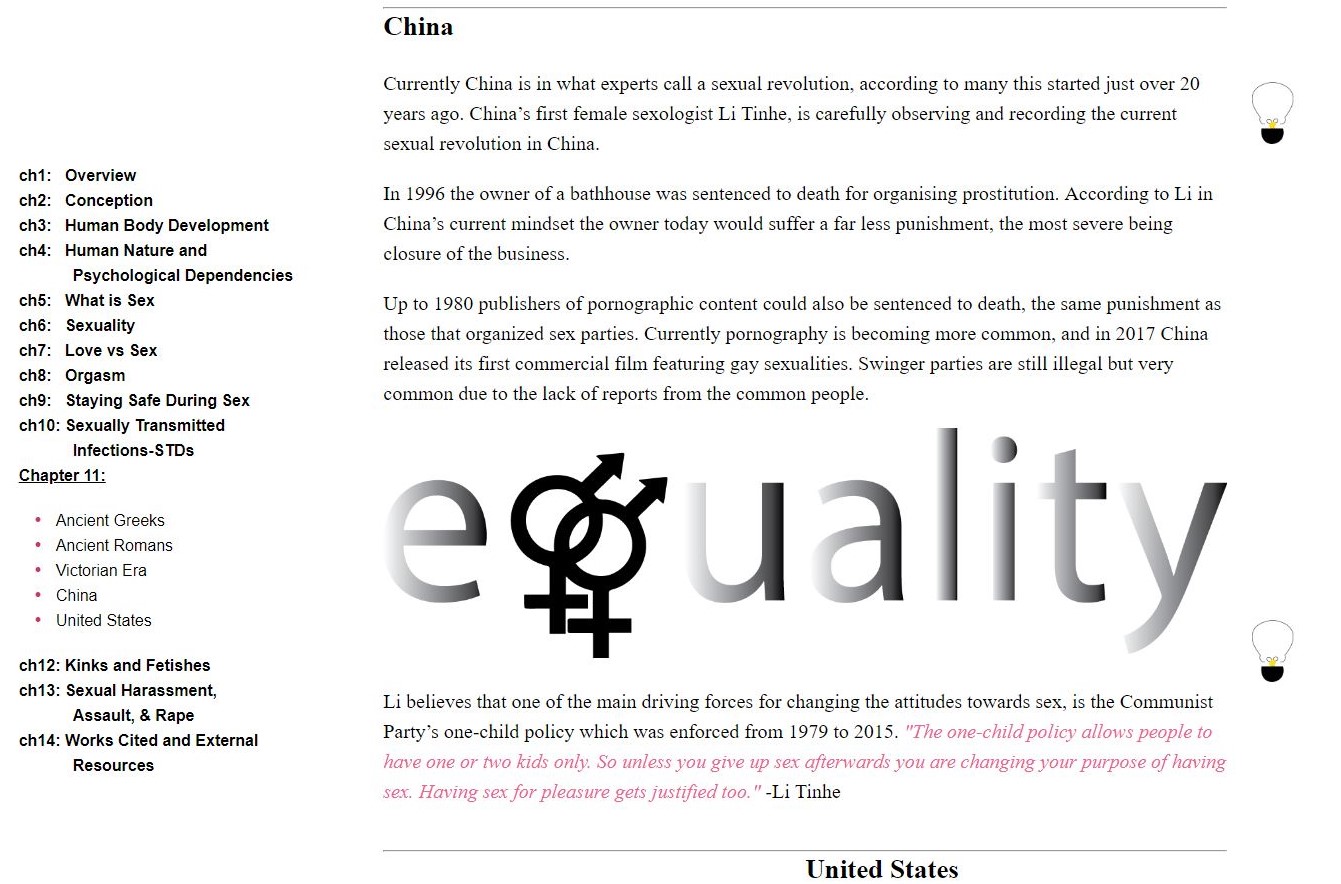 China
Currently China is in what experts call a sexual revolution, according to many this started just over 20
years ago. China’s first female sexologist Li Tinhe, is carefully observing and recording the current
sexual revolution in China.
In 1996 the owner of a bathhouse was sentenced to death for organising prostitution. According to Li in
China’s current mindset the owner today would suffer a far less punishment, the most severe being
closure of the business.
Up to 1980 publishers of pornographic content could also be sentenced to death, the same punishment as
those that organized sex parties. Currently pornography is becoming more common, and in 2017 China
released its first commercial film featuring gay sexualities. Swinger parties are still illegal but very
common due to the lack of reports from the common people.
ch1: Overview
ch2: Conception
ch3: Human Body Development
ch4: Human Nature and
Psychological Dependencies
ch5: What is Sex
ch6: Sexuality
ch7: Love vs Sex
ch8: Orgasm
ch9: Staying Safe During Sex
ch10: Sexually Transmitted
Infections-STDs
Chapter 11:
• Ancient Greeks
• Ancient Romans
• Victorian Era
• China
• United States
ch12: Kinks and Fetishes
ch13: Sexual Harassment,
Assault, & Rape
ch14: Works Cited and External
Resources
e⚢uality
Li believes that one of the main driving forces for changing the attitudes towards sex, is the Communist
Party’s one-child policy which was enforced from 1979 to 2015. "The one-child policy allows people to
have one or two kids only. So unless you give up sex afterwards you are changing your purpose of having
sex. Having sex for pleasure gets justified too." -Li Tinhe
United States